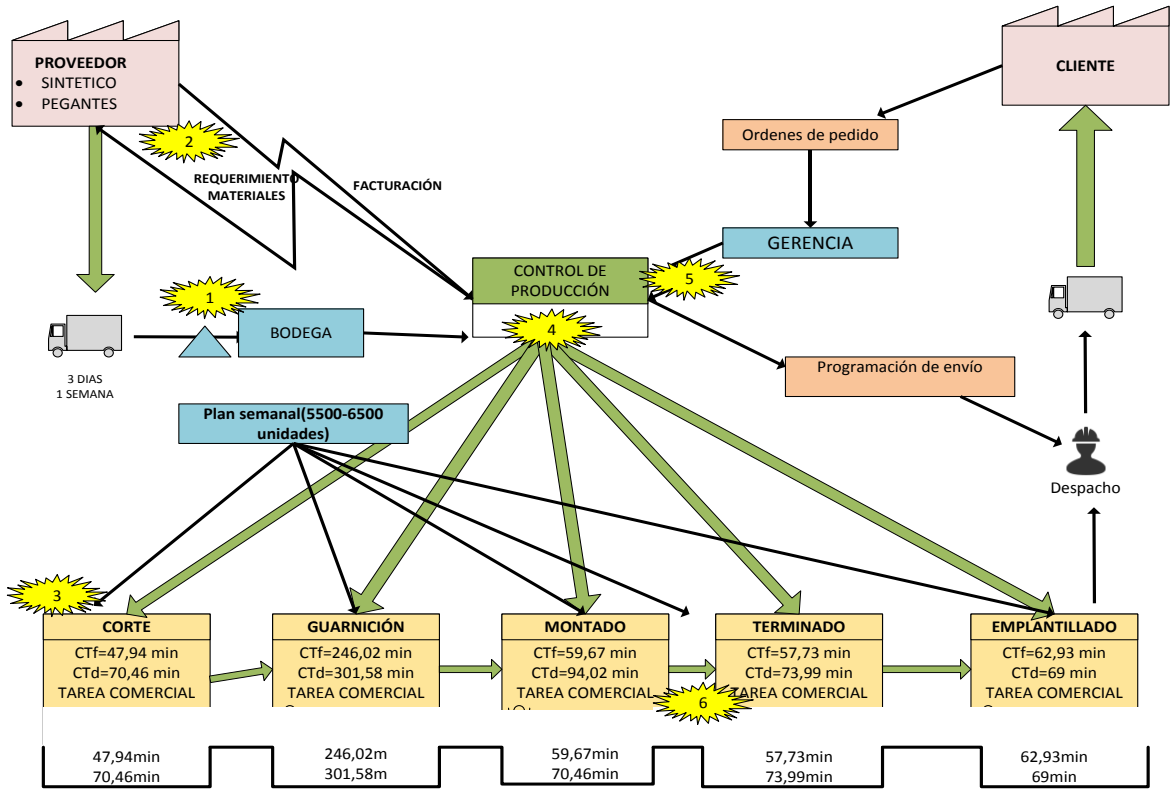 PROVEEDOR
• SINTETICO
• PEGANTES
CLIENTE
2
REQUERIMIENTO
MATERIALES
FACTURACIÓN
Ordenes de pedido
GERENCIA
CONTROL DE
PRODUCCIÓN
5
1
BODEGA
4
3 DIAS
1 SEMANA
Programación de envío
Plan semanal(5500-6500
unidades)
Despacho
3
CORTE
CTf=47,94 min
CTd=70,46 min
TAREA COMERCIAL
GUARNICIÓN
CTf=246,02 min
CTd=301,58 min
TAREA COMERCIAL
MONTADO
CTf=59,67 min
CTd=94,02 min
TAREA COMERCIAL
6
TERMINADO
CTf=57,73 min
CTd=73,99 min
TAREA COMERCIAL
EMPLANTILLADO
CTf=62,93 min
CTd=69 min
TAREA COMERCIAL
47,94min
70,46min
246,02m
301,58m
59,67min
70,46min
57,73min
73,99min
62,93min
69min